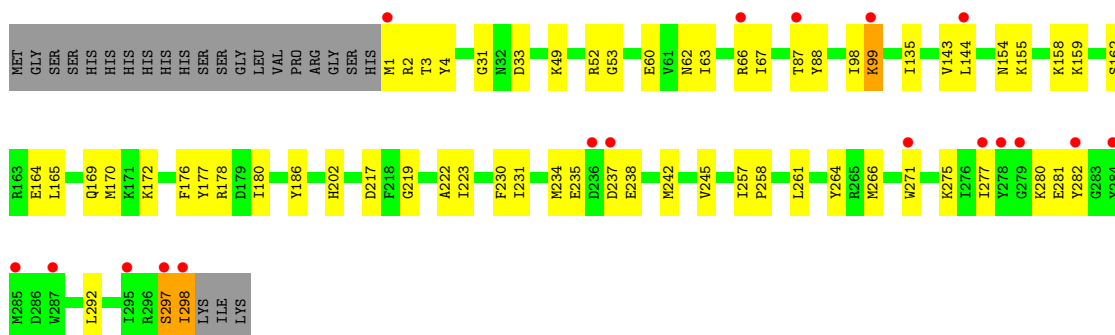 MET GLY SER SER HIS HIS HIS HIS HIS HIS SER SER GLY LEU VAL PRO ARG GLY SER HIS M1 R2 T3 Y4 G31 N32 D33 K49 R52 G53 E60 V61 N62 I63 R66 I67 T87 Y88 I98 K99 I135 V143 L144 N154 K155 K158 K159 S162
R163 E164 L165 Q169 M170 K171 K172 F176 Y177 R178 D179 I180 Y186 H202 D217 F218 G219 A222 I223 F230 I231 M234 E235 D236 D237 E238 M242 V245 I257 P258 L261 Y264 R265 M266 W271 K275 I276 I277 Y278 G279 K280 E281 Y282 G283 Y284
M285 D286 W287 L292 I295 R296 S297 I298 LYS ILE LYS